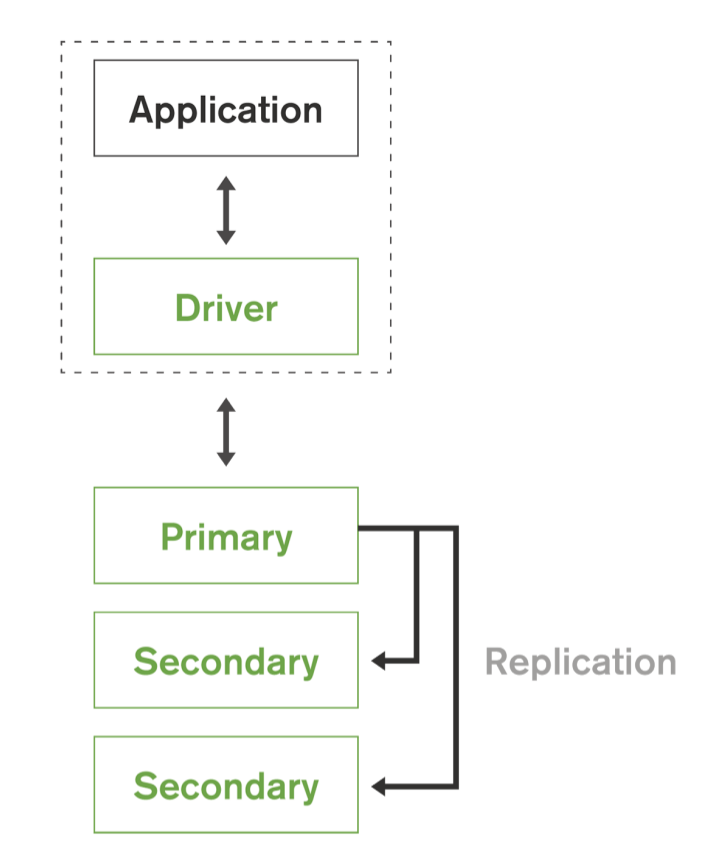 Application
Driver
Primary
Secondary
Replication
Secondary